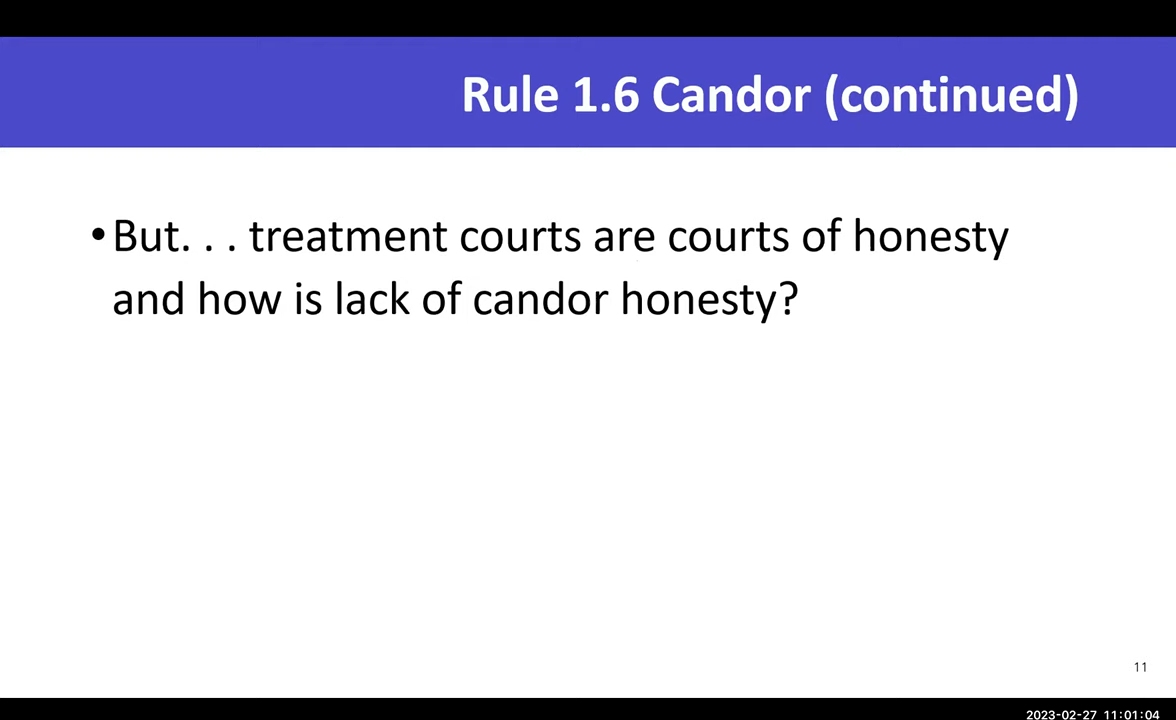 Rule 1.6 Candor (continued)
•But. . . treatment courts are courts of honesty
and how is lack of candor honesty?
11
2023-02-27 11:01:04